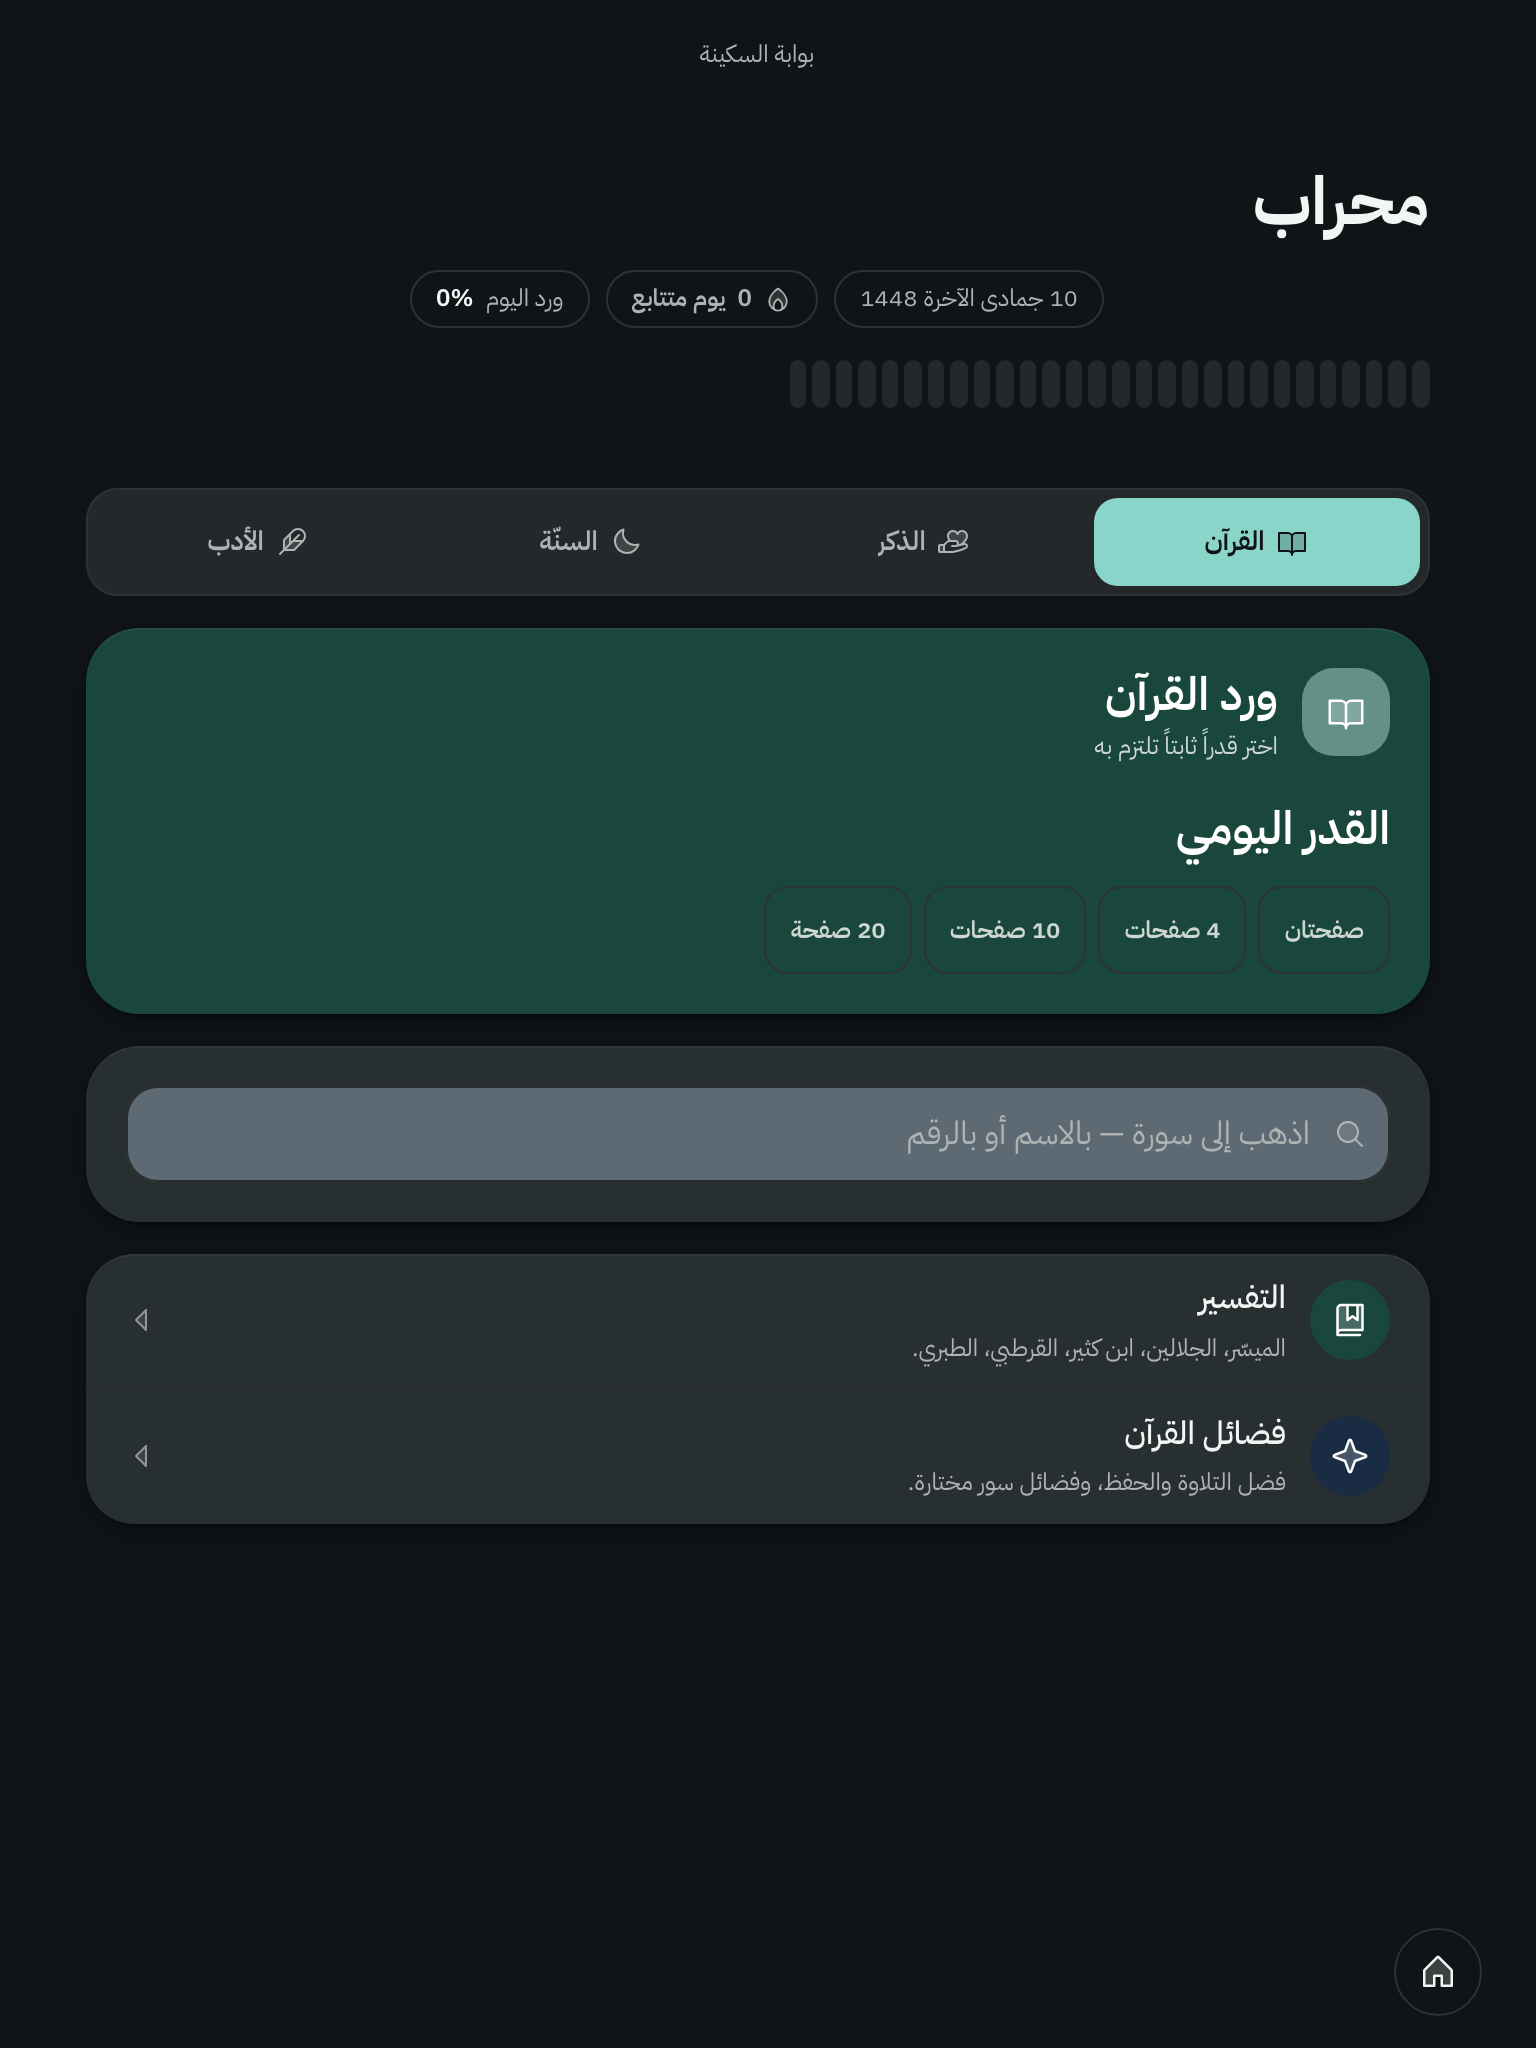 بوابة السكينة
محراب
10 جمادى الآخرة 1448
0 يوم متتابع
ورد اليوم 0%
القرآن
الذكر
السنّة
الأدب
ورد القرآن
اختر قدراً ثابتاً تلتزم به
القدر اليومي
صفحتان
4 صفحات
10 صفحات
20 صفحة
اذهب إلى سورة — بالاسم أو بالرقم
التفسير
الميسّر، الجلالين، ابن كثير، القرطبي، الطبري.
فضائل القرآن
فضل التلاوة والحفظ، وفضائل سور مختارة.